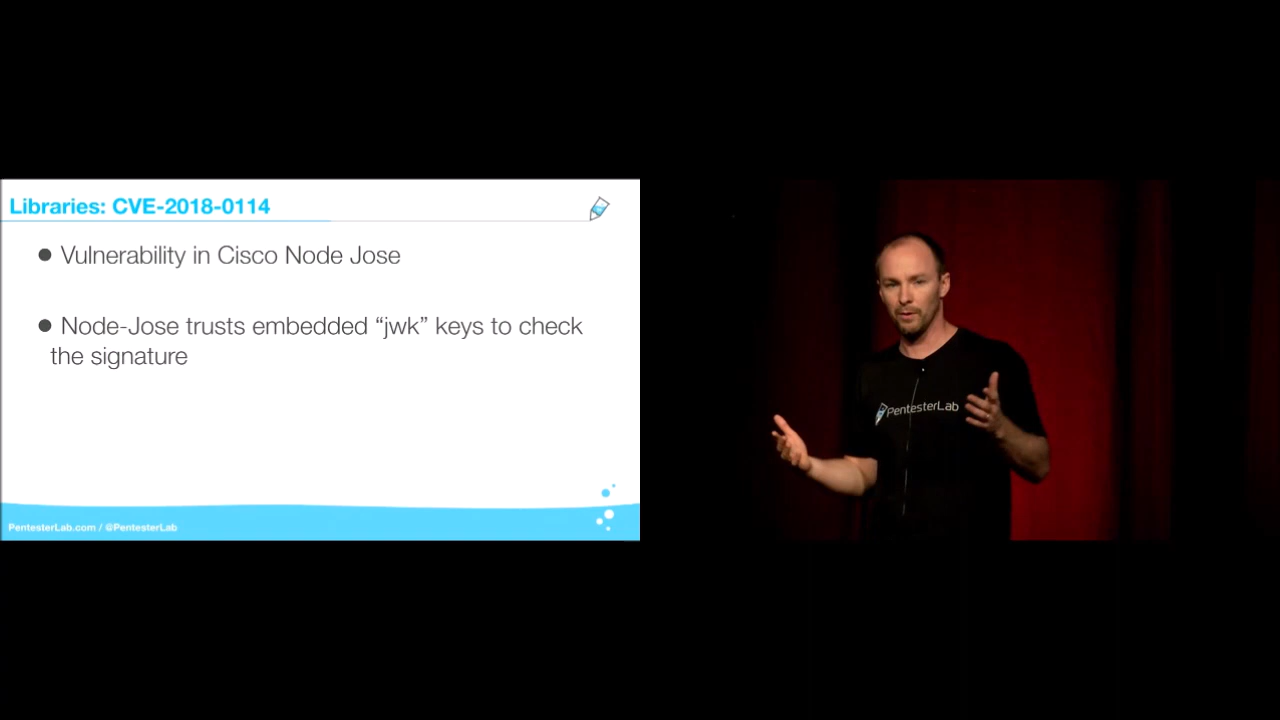 Libraries: CVE-2018-0114
● Vulnerability in Cisco Node Jose
● Node-Jose trusts embedded “jwk” keys to check
the signature
PentesterLab.com / @PentesterLab
PentesterLab